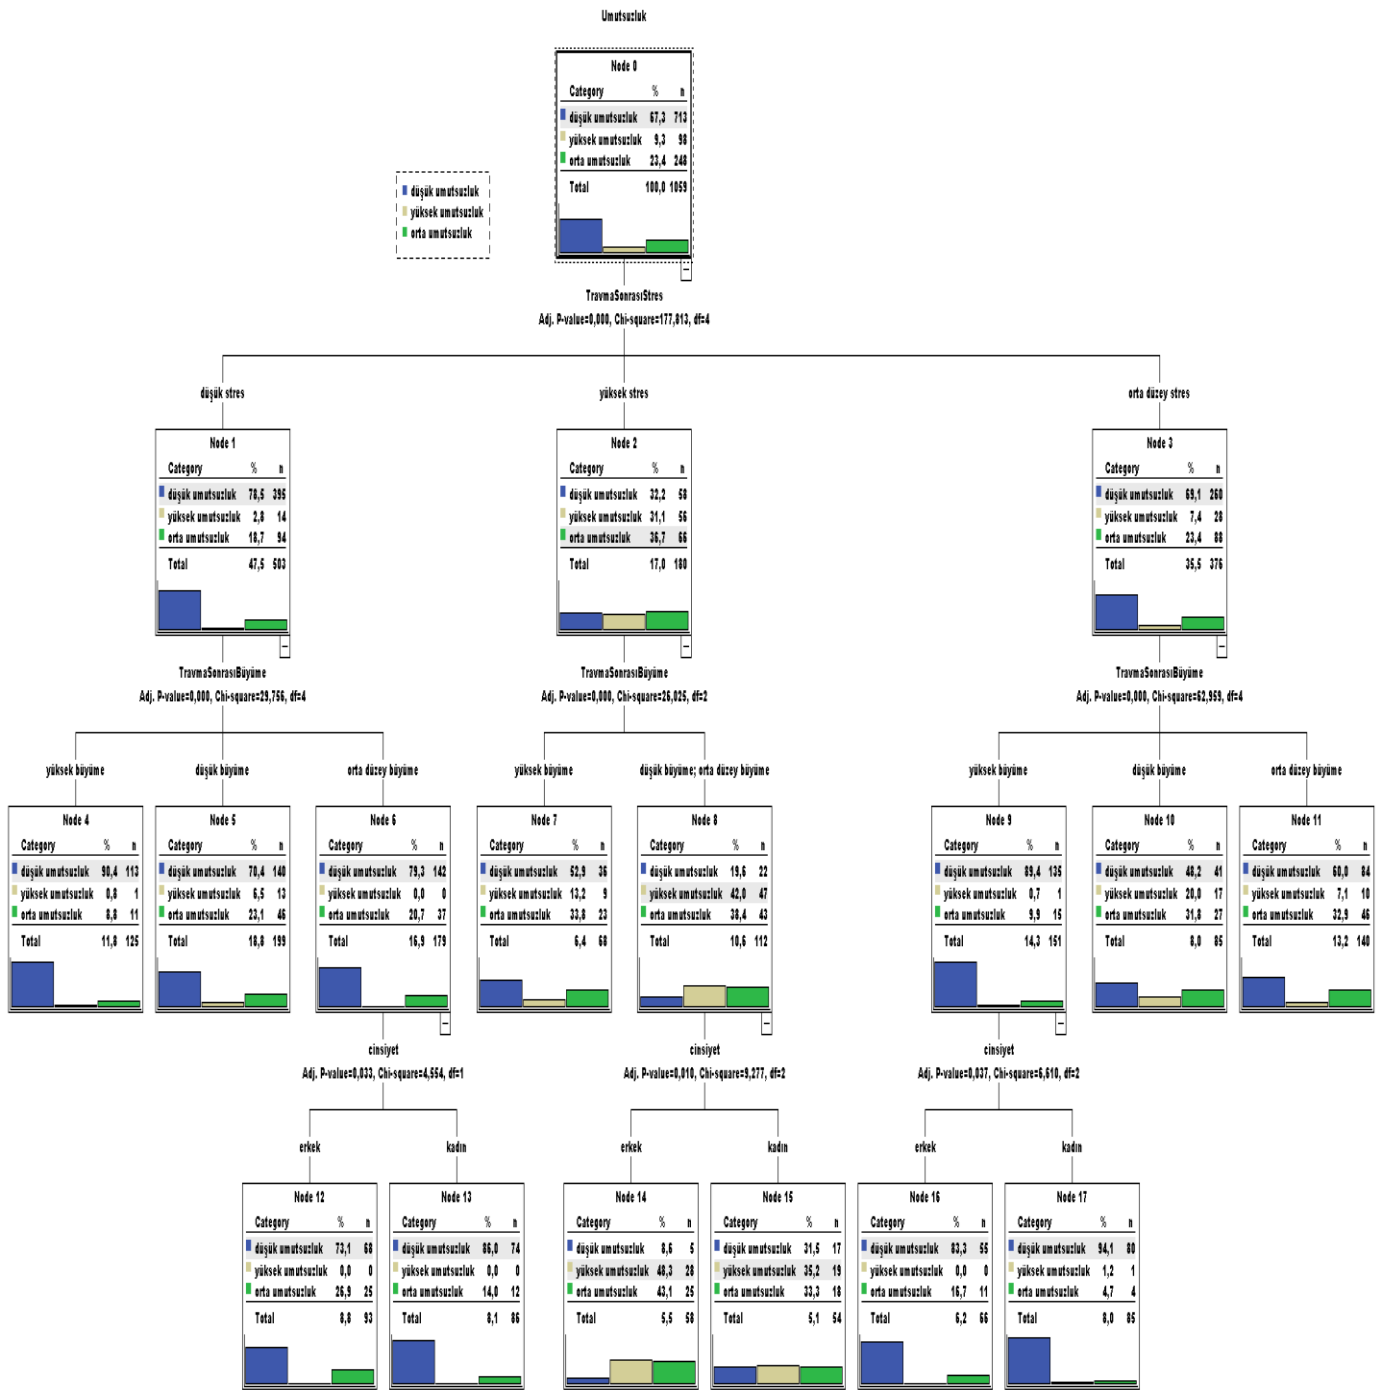 Umutsuzluk
Node 0
Category % n
düşük umutsuzluk 67,3 713
yüksek umutsuzluk 9,3 98
orta umutsuzluk 23,4 248
Total 100,0 1059
düşük umutsuzluk
yüksek umutsuzluk
orta umutsuzluk
TravmaSonrasıStres
Adj. P-value=0,000, Chi-square=177,813, df=4
düşük stres
yüksek stres
orta düzey stres
Node 1
Category % n
düşük umutsuzluk 78,5 395
yüksek umutsuzluk 2,8 14
orta umutsuzluk 18,7 94
Total 47,5 503
Node 2
Category % n
düşük umutsuzluk 32,2 58
yüksek umutsuzluk 31,1 56
orta umutsuzluk 36,7 66
Total 17,0 180
Node 3
Category % n
düşük umutsuzluk 69,1 260
yüksek umutsuzluk 7,4 28
orta umutsuzluk 23,4 88
Total 35,5 376
TravmaSonrasıBüyüme
Adj. P-value=0,000, Chi-square=29,756, df=4
TravmaSonrasıBüyüme
Adj. P-value=0,000, Chi-square=26,025, df=2
TravmaSonrasıBüyüme
Adj. P-value=0,000, Chi-square=62,959, df=4
yüksek büyüme
düşük büyüme
orta düzey büyüme
yüksek büyüme
düşük büyüme; orta düzey büyüme
yüksek büyüme
düşük büyüme
orta düzey büyüme
Node 4
Category % n
düşük umutsuzluk 90,4 113
yüksek umutsuzluk 0,8 1
orta umutsuzluk 8,8 11
Total 11,8 125
Node 5
Category % n
düşük umutsuzluk 70,4 140
yüksek umutsuzluk 6,5 13
orta umutsuzluk 23,1 46
Total 18,8 199
Node 6
Category % n
düşük umutsuzluk 79,3 142
yüksek umutsuzluk 0,0 0
orta umutsuzluk 20,7 37
Total 16,9 179
Node 7
Category % n
düşük umutsuzluk 52,9 36
yüksek umutsuzluk 13,2 9
orta umutsuzluk 33,8 23
Total 6,4 68
Node 8
Category % n
düşük umutsuzluk 19,6 22
yüksek umutsuzluk 42,0 47
orta umutsuzluk 38,4 43
Total 10,6 112
Node 9
Category % n
düşük umutsuzluk 89,4 135
yüksek umutsuzluk 0,7 1
orta umutsuzluk 9,9 15
Total 14,3 151
Node 10
Category % n
düşük umutsuzluk 48,2 41
yüksek umutsuzluk 20,0 17
orta umutsuzluk 31,8 27
Total 8,0 85
Node 11
Category % n
düşük umutsuzluk 60,0 84
yüksek umutsuzluk 7,1 10
orta umutsuzluk 32,9 46
Total 13,2 140
cinsiyet
Adj. P-value=0,033, Chi-square=4,554, df=1
cinsiyet
Adj. P-value=0,010, Chi-square=9,277, df=2
cinsiyet
Adj. P-value=0,037, Chi-square=6,610, df=2
erkek
kadın
erkek
kadın
erkek
kadın
Node 12
Category % n
düşük umutsuzluk 73,1 68
yüksek umutsuzluk 0,0 0
orta umutsuzluk 26,9 25
Total 8,8 93
Node 13
Category % n
düşük umutsuzluk 86,0 74
yüksek umutsuzluk 0,0 0
orta umutsuzluk 14,0 12
Total 8,1 86
Node 14
Category % n
düşük umutsuzluk 8,6 5
yüksek umutsuzluk 48,3 28
orta umutsuzluk 43,1 25
Total 5,5 58
Node 15
Category % n
düşük umutsuzluk 31,5 17
yüksek umutsuzluk 35,2 19
orta umutsuzluk 33,3 18
Total 5,1 54
Node 16
Category % n
düşük umutsuzluk 83,3 55
yüksek umutsuzluk 0,0 0
orta umutsuzluk 16,7 11
Total 6,2 66
Node 17
Category % n
düşük umutsuzluk 94,1 80
yüksek umutsuzluk 1,2 1
orta umutsuzluk 4,7 4
Total 8,0 85